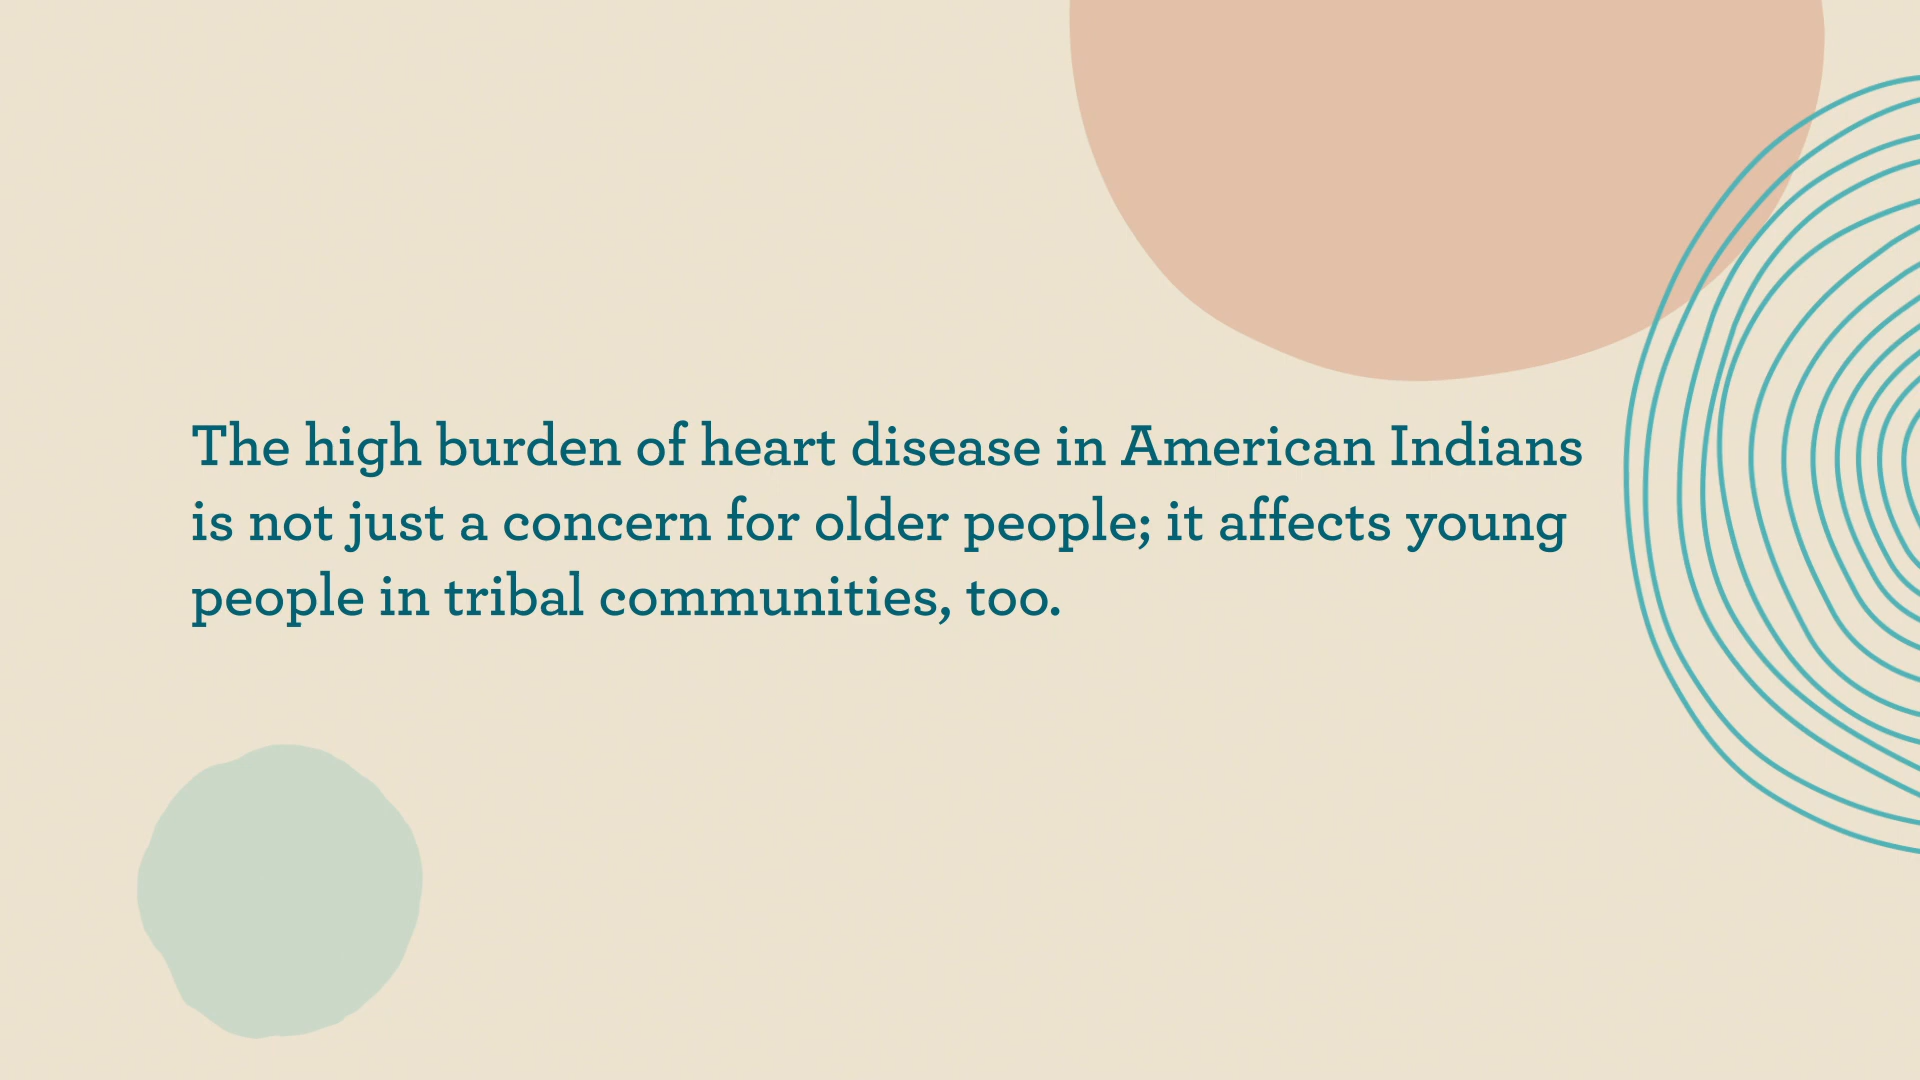 The high burden of heart disease in American Indians
is not just a concern for older people; it affects young
people in tribal communities, too.